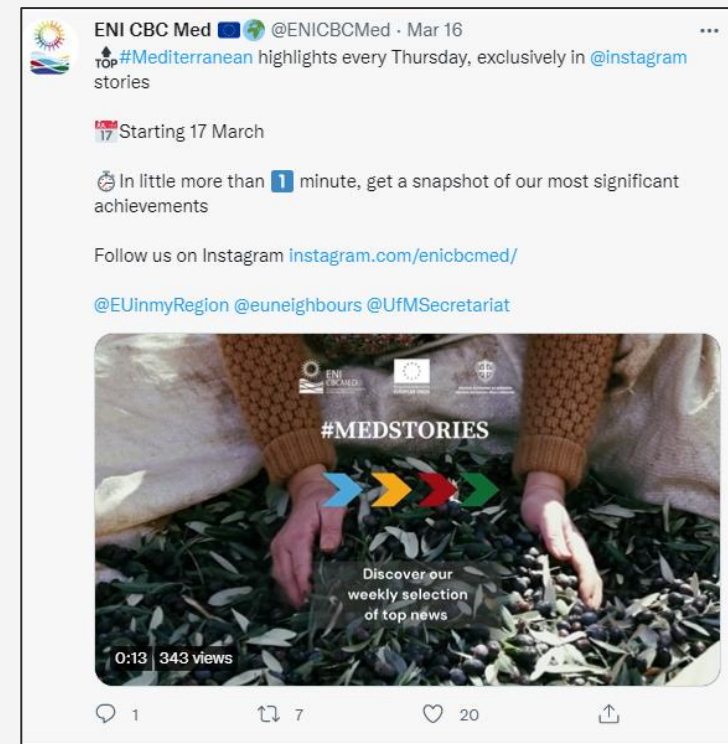 ENI CBC Med 🇪🇺🌍 @ENICBCMed · Mar 16
🔝#Mediterranean highlights every Thursday, exclusively in @instagram
stories
📅Starting 17 March
⏱In little more than 1️⃣ minute, get a snapshot of our most significant
achievements
Follow us on Instagram instagram.com/enicbcmed/
@EUinmyRegion @euneighbours @UfMSecretariat
ENI
CBCMED
EUROPEAN UNION
#MEDSTORIES
Discover our
weekly selection
of top news
0:13 343 views
1 7 20